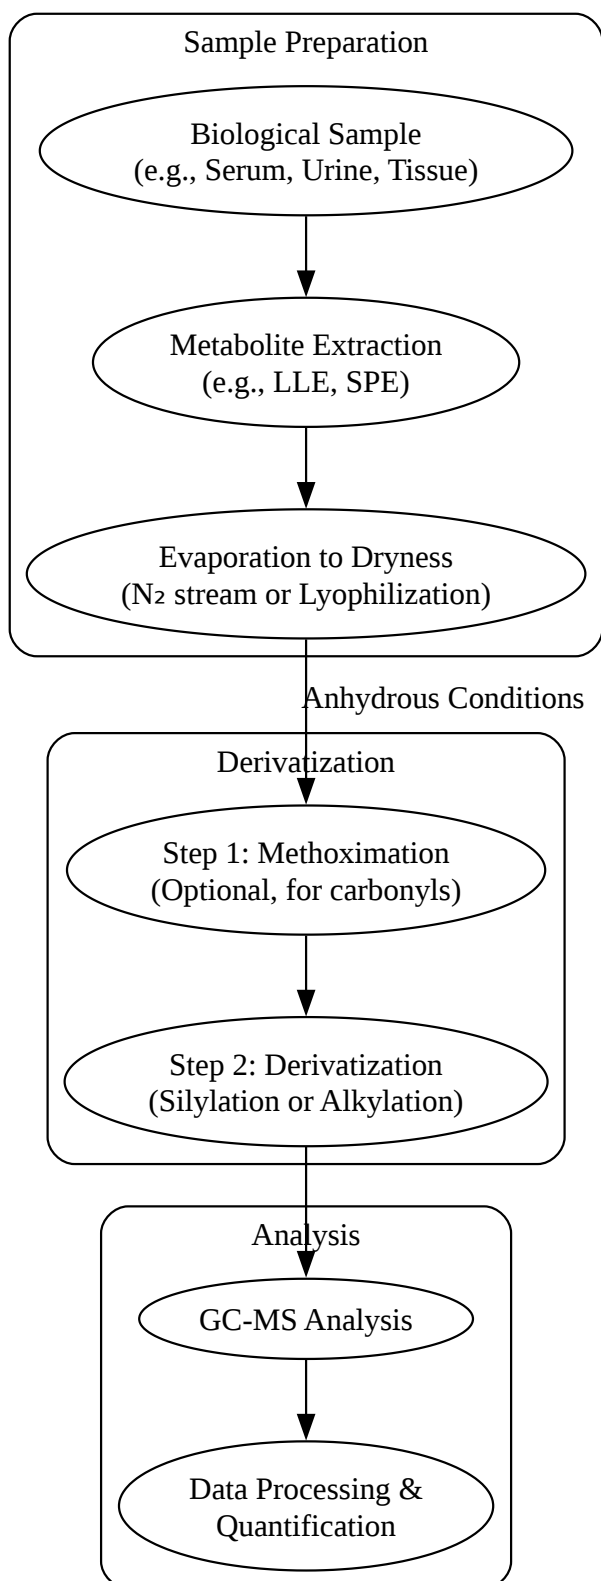 Sample Preparation
Biological Sample
(e.g., Serum, Urine, Tissue)
Metabolite Extraction
(e.g., LLE, SPE)
Evaporation to Dryness
(N₂ stream or Lyophilization)
Anhydrous Conditions
Derivatization
Step 1: Methoximation
(Optional, for carbonyls)
Step 2: Derivatization
(Silylation or Alkylation)
Analysis
GC-MS Analysis
Data Processing &
Quantification